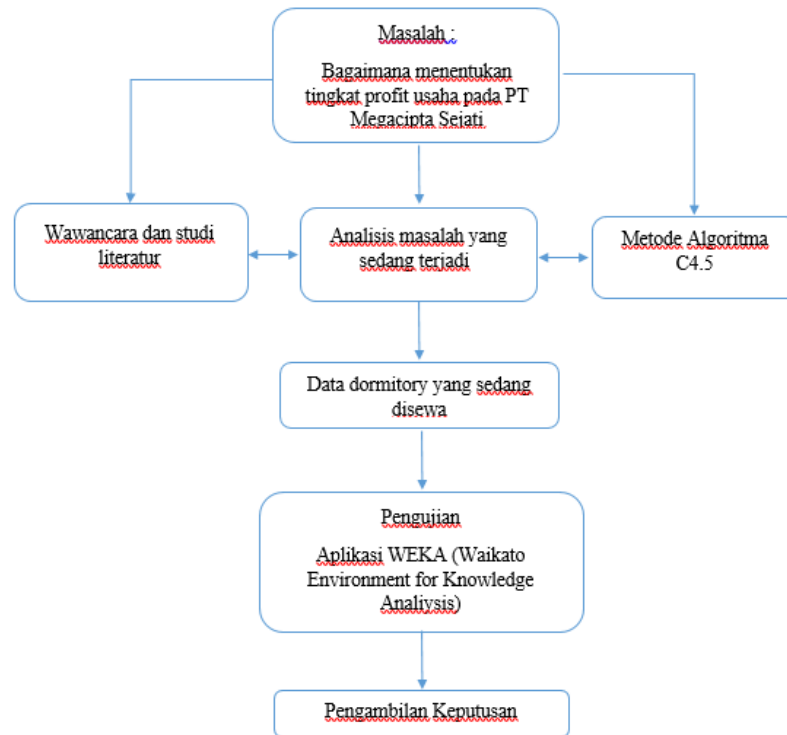 Masalah :
Bagaimana menentukan
tingkat profit usaha pada PT
Megacipta Sejati
Wawancara dan studi
literatur
Analisis masalah yang
sedang terjadi
Metode Algoritma
C4.5
Data dormitory yang sedang
disewa
Pengujian
Aplikasi WEKA (Waikato
Environment for Knowledge
Analiysis)
Pengambilan Keputusan